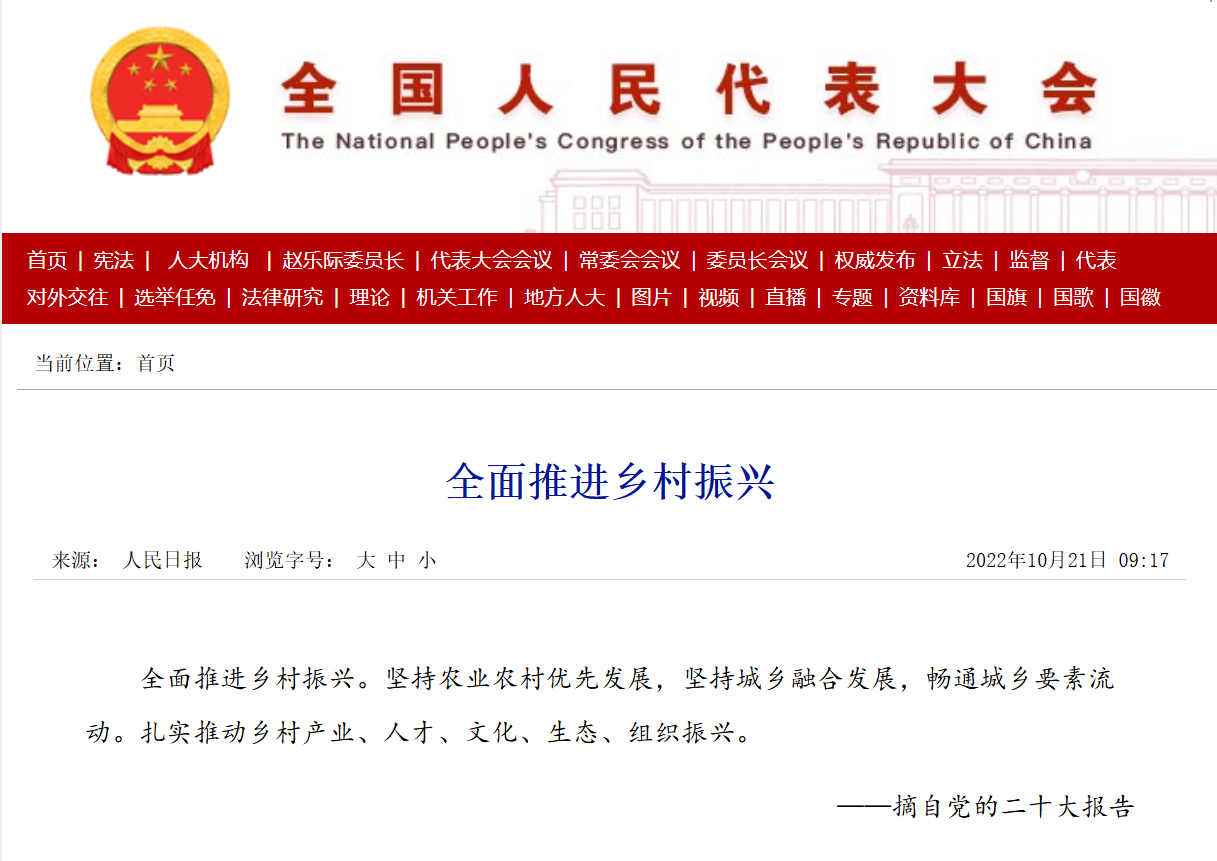 全国人民代表大会
The National People's Congress of the People's Republic of China
首页 | 宪法 | 人大机构 | 赵乐际委员长 | 代表大会会议 | 常委会会议 | 委员长会议 | 权威发布 | 立法 | 监督 | 代表
对外交往 | 选举任免 | 法律研究 | 理论 | 机关工作 | 地方人大 | 图片 | 视频 | 直播 | 专题 | 资料库 | 国旗 | 国歌 | 国徽
当前位置：首页
全面推进乡村振兴
来源： 人民日报 浏览字号： 大 中 小 2022年10月21日 09:17
全面推进乡村振兴。坚持农业农村优先发展，坚持城乡融合发展，畅通城乡要素流
动。扎实推动乡村产业、人才、文化、生态、组织振兴。
——摘自党的二十大报告